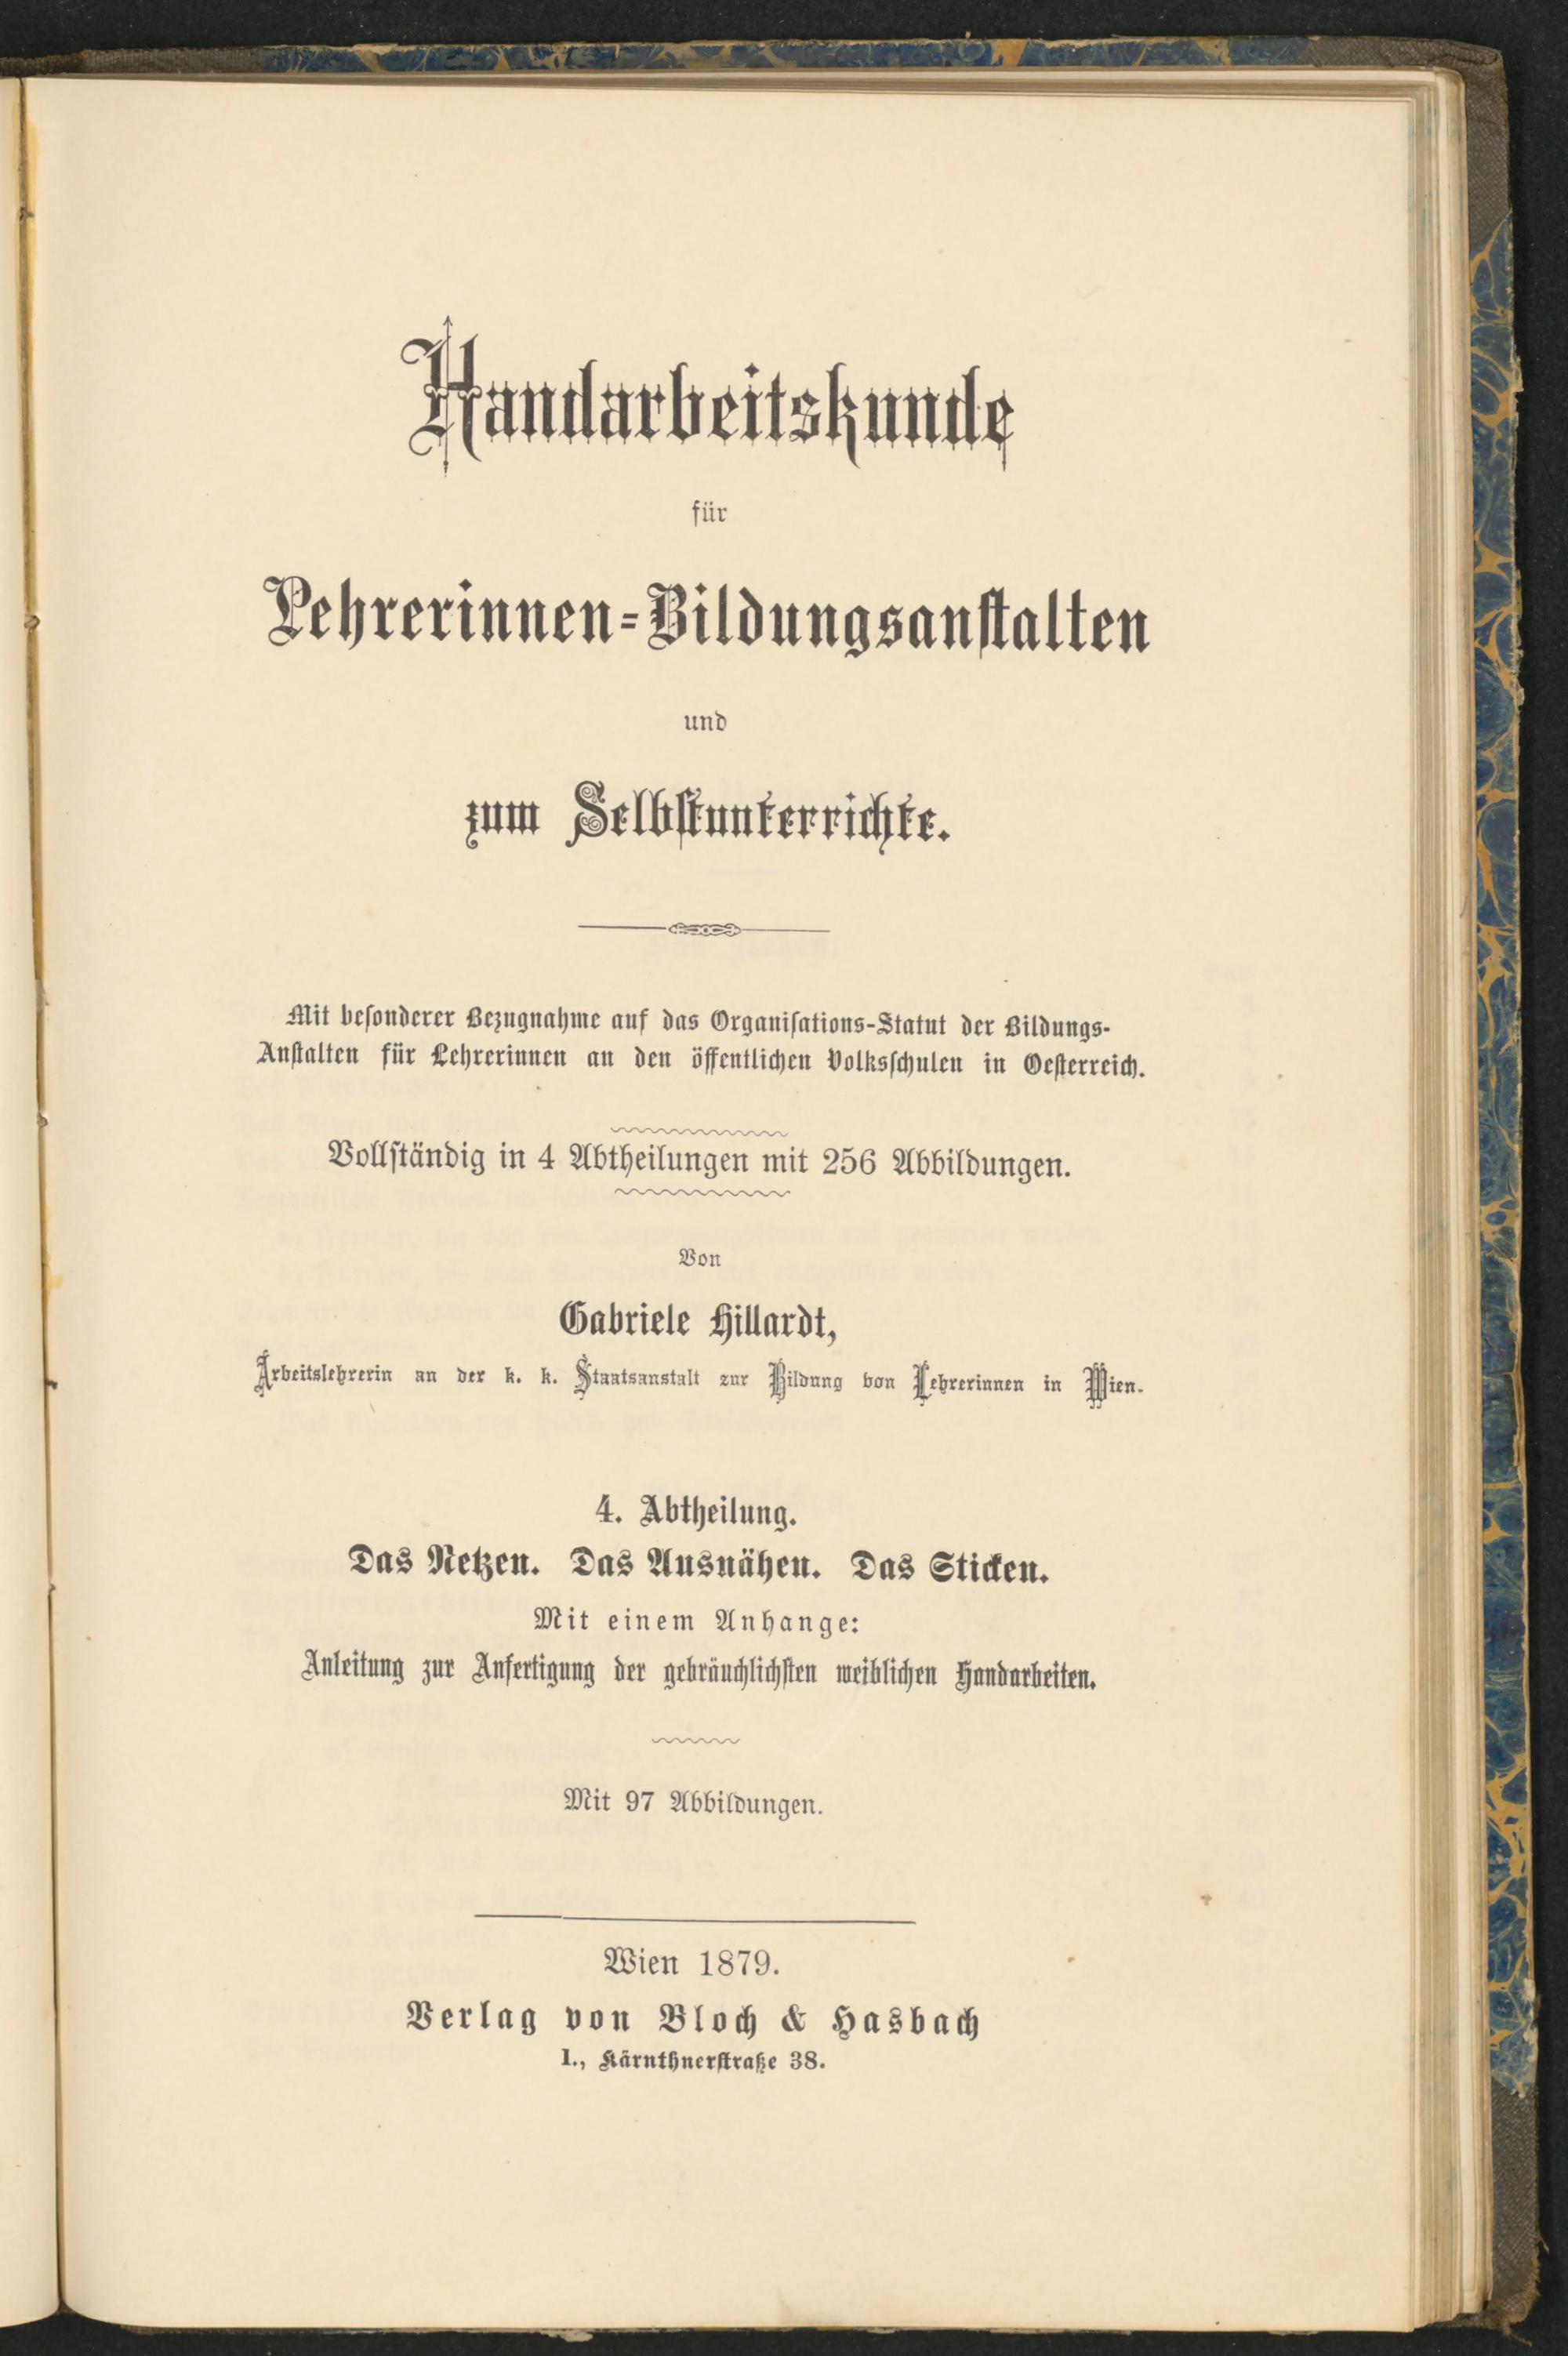 Handarbeitskunde
für
Lehrerinnen-Bildungsanstalten
und
zum Selbstunterrichte.
Mit besonderer Bezugnahme auf das Organisations-Statut der Bildungs-
Anstalten für Lehrerinnen an den öffentlichen Volksschulen in Oesterreich.
Vollständig in 4 Abtheilungen mit 256 Abbildungen.
Von
Gabriele Hillardt,
Arbeitslehrerin an der k. k. Staatsanstalt zur Bildung von Lehrerinnen in Wien.
4. Abtheilung.
Das Netzen. Das Ausnähen. Das Sticken.
Mit einem Anhange:
Anleitung zur Anfertigung der gebräuchlichsten weiblichen Handarbeiten.
Mit 97 Abbildungen.
Wien 1879.
Verlag von Bloch & Hasbach
I., Kärnthnerstraße 38.